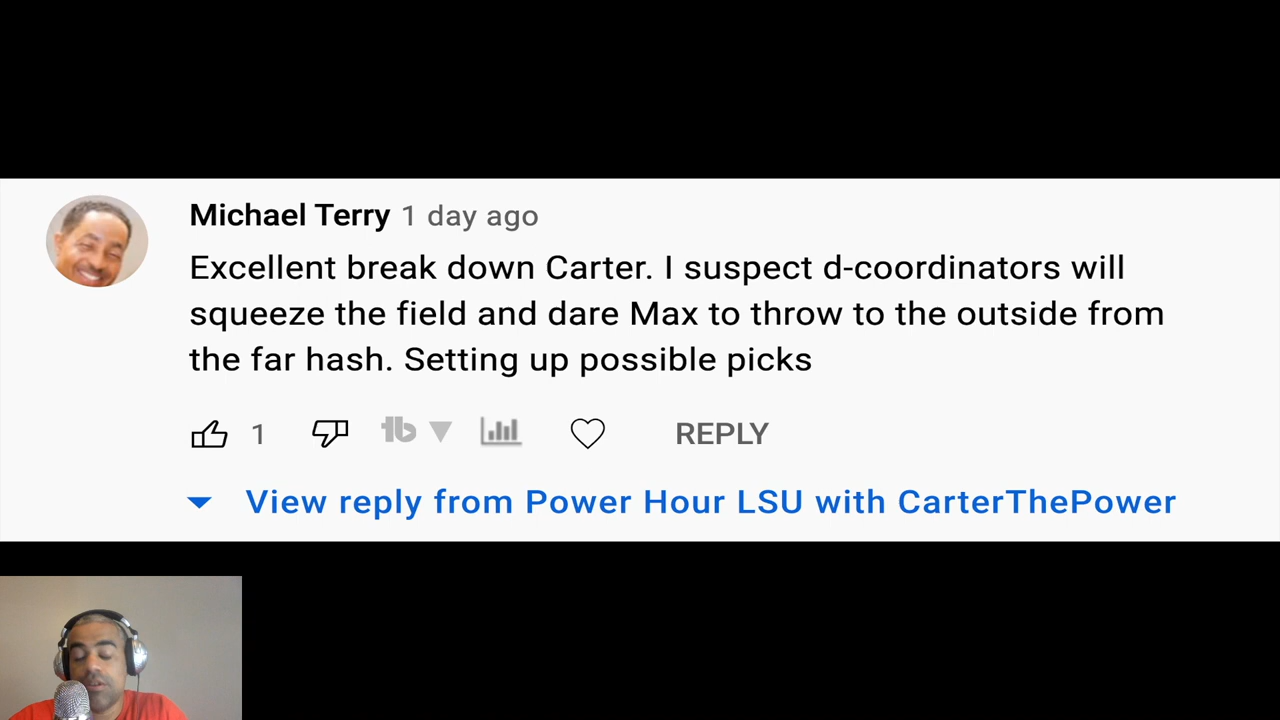 Michael Terry 1 day ago
Excellent break down Carter. I suspect d-coordinators will
squeeze the field and dare Max to throw to the outside from
the far hash. Setting up possible picks
1 tb REPLY
View reply from Power Hour LSU with CarterThePower